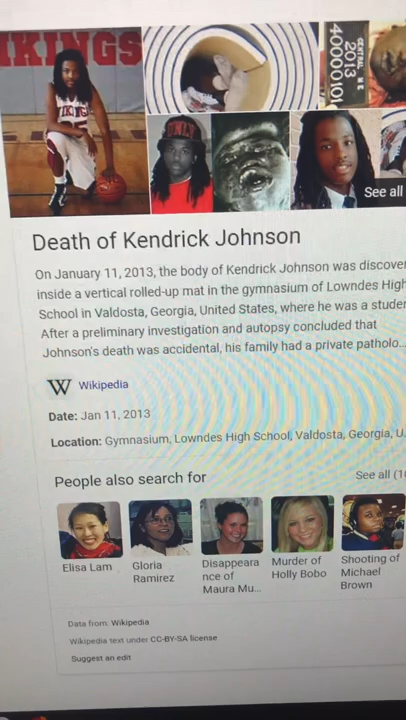 IKINGS
VIKINGS
CENTRAL
2013
4000010
See all
Death of Kendrick Johnson
On January 11, 2013, the body of Kendrick Johnson was discove
inside a vertical rolled-up mat in the gymnasium of Lowndes High
School in Valdosta, Georgia, United States, where he was a stude
After a preliminary investigation and autopsy concluded that
Johnson's death was accidental, his family had a private patholo...
W Wikipedia
Date: Jan 11, 2013
Location: Gymnasium, Lowndes High School, Valdosta, Georgia, U.
People also search for
See all (1
Elisa Lam
Gloria
Ramirez
Disappeara
nce of
Maura Mu...
Murder of
Holly Bobo
Shooting of
Michael
Brown
Data from: Wikipedia
Wikipedia text under CC-BY-SA license
Suggest an edit